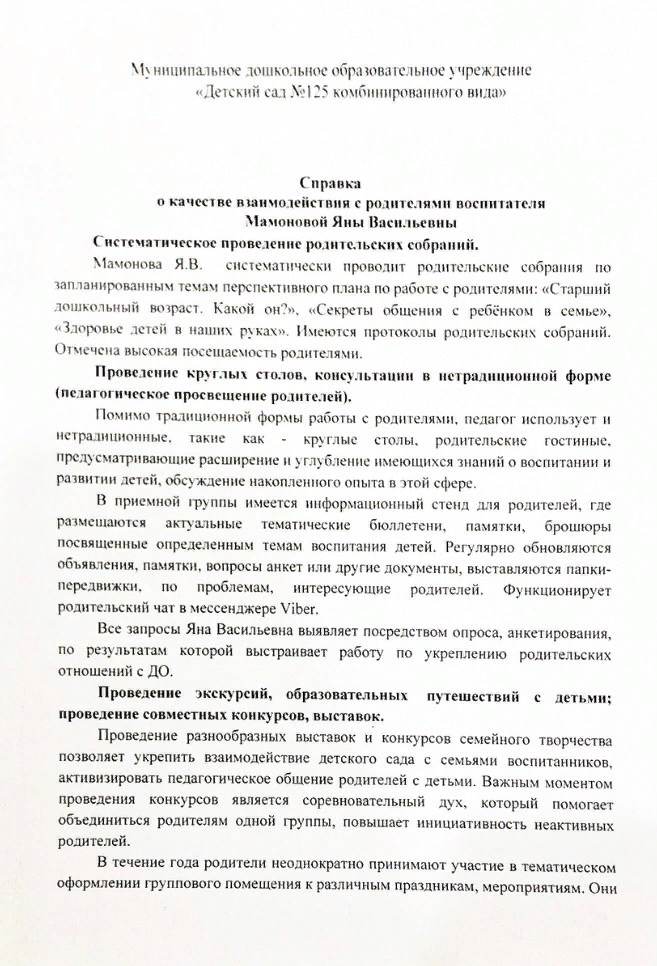 Муниципальное дошкольное образовательное учреждение
«Детский сад №125 комбинированного вида»
Справка
о качестве взаимодействия с родителями воспитателя
Мамоновой Яны Васильевны
Систематическое проведение родительских собраний.
Мамонова Я.В. систематически проводит родительские собрания по
запланированным темам перспективного плана по работе с родителями: «Старший
дошкольный возраст. Какой он?», «Секреты общения с ребёнком в семье»,
«Здоровье детей в наших руках». Имеются протоколы родительских собраний.
Отмечена высокая посещаемость родителями.
Проведение круглых столов, консультации в нетрадиционной форме
(педагогическое просвещение родителей).
Помимо традиционной формы работы с родителями, педагог использует и
нетрадиционные, такие как - круглые столы, родительские гостиные,
предусматривающие расширение и углубление имеющихся знаний о воспитании и
развитии детей, обсуждение накопленного опыта в этой сфере.
В приемной группы имеется информационный стенд для родителей, где
размещаются актуальные тематические бюллетени, памятки, брошюры
посвященные определенным темам воспитания детей. Регулярно обновляются
объявления, памятки, вопросы анкет или другие документы, выставляются папки-
передвижки, по проблемам, интересующие родителей. Функционирует
родительский чат в мессенджере Viber.
Все запросы Яна Васильевна выявляет посредством опроса, анкетирования,
по результатам которой выстраивает работу по укреплению родительских
отношений с ДО.
Проведение экскурсий, образовательных путешествий с детьми;
проведение совместных конкурсов, выставок.
Проведение разнообразных выставок и конкурсов семейного творчества
позволяет укрепить взаимодействие детского сада с семьями воспитанников,
активизировать педагогическое общение родителей с детьми. Важным моментом
проведения конкурсов является соревновательный дух, который помогает
объединиться родителям одной группы, повышает инициативность неактивных
родителей.
В течение года родители неоднократно принимают участие в тематическом
оформлении группового помещения к различным праздникам, мероприятиям. Они